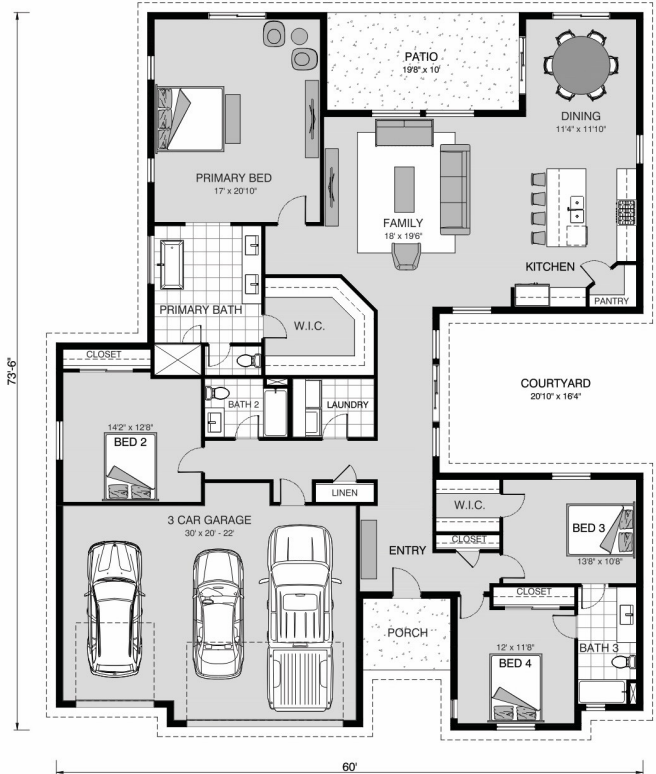 PATIO
19'8" x 10'
DINING
11'4" x 11'10"
PRIMARY BED
17' x 20'10"
FAMILY
18' x 19'6"
KITCHEN
PANTRY
PRIMARY BATH
W.I.C.
73'-6"
CLOSET
COURTYARD
20'10" x 16'4"
BATH 2
LAUNDRY
14'2" x 12'8"
BED 2
LINEN
W.I.C.
3 CAR GARAGE
30' x 20' - 22'
BED 3
13'8" x 10'8"
CLOSET
ENTRY
CLOSET
PORCH
12' x 11'8"
BED 4
BATH 3
60'